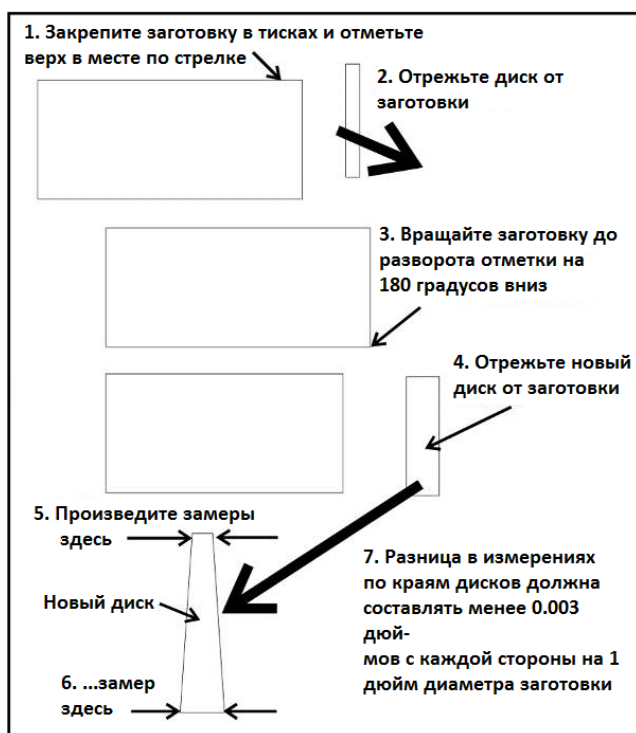 1. Закрепите заготовку в тисках и отметьте
верх в месте по стрелке
2. Отрежьте диск от
заготовки
3. Вращайте заготовку до
разворота отметки на
180 градусов вниз
4. Отрежьте новый
диск от заготовки
5. Произведите замеры
здесь
Новый диск
6. ...замер
здесь
7. Разница в измерениях
по краям дисков должна
составлять менее 0.003
дюй-
мов с каждой стороны на 1
дюйм диаметра заготовки